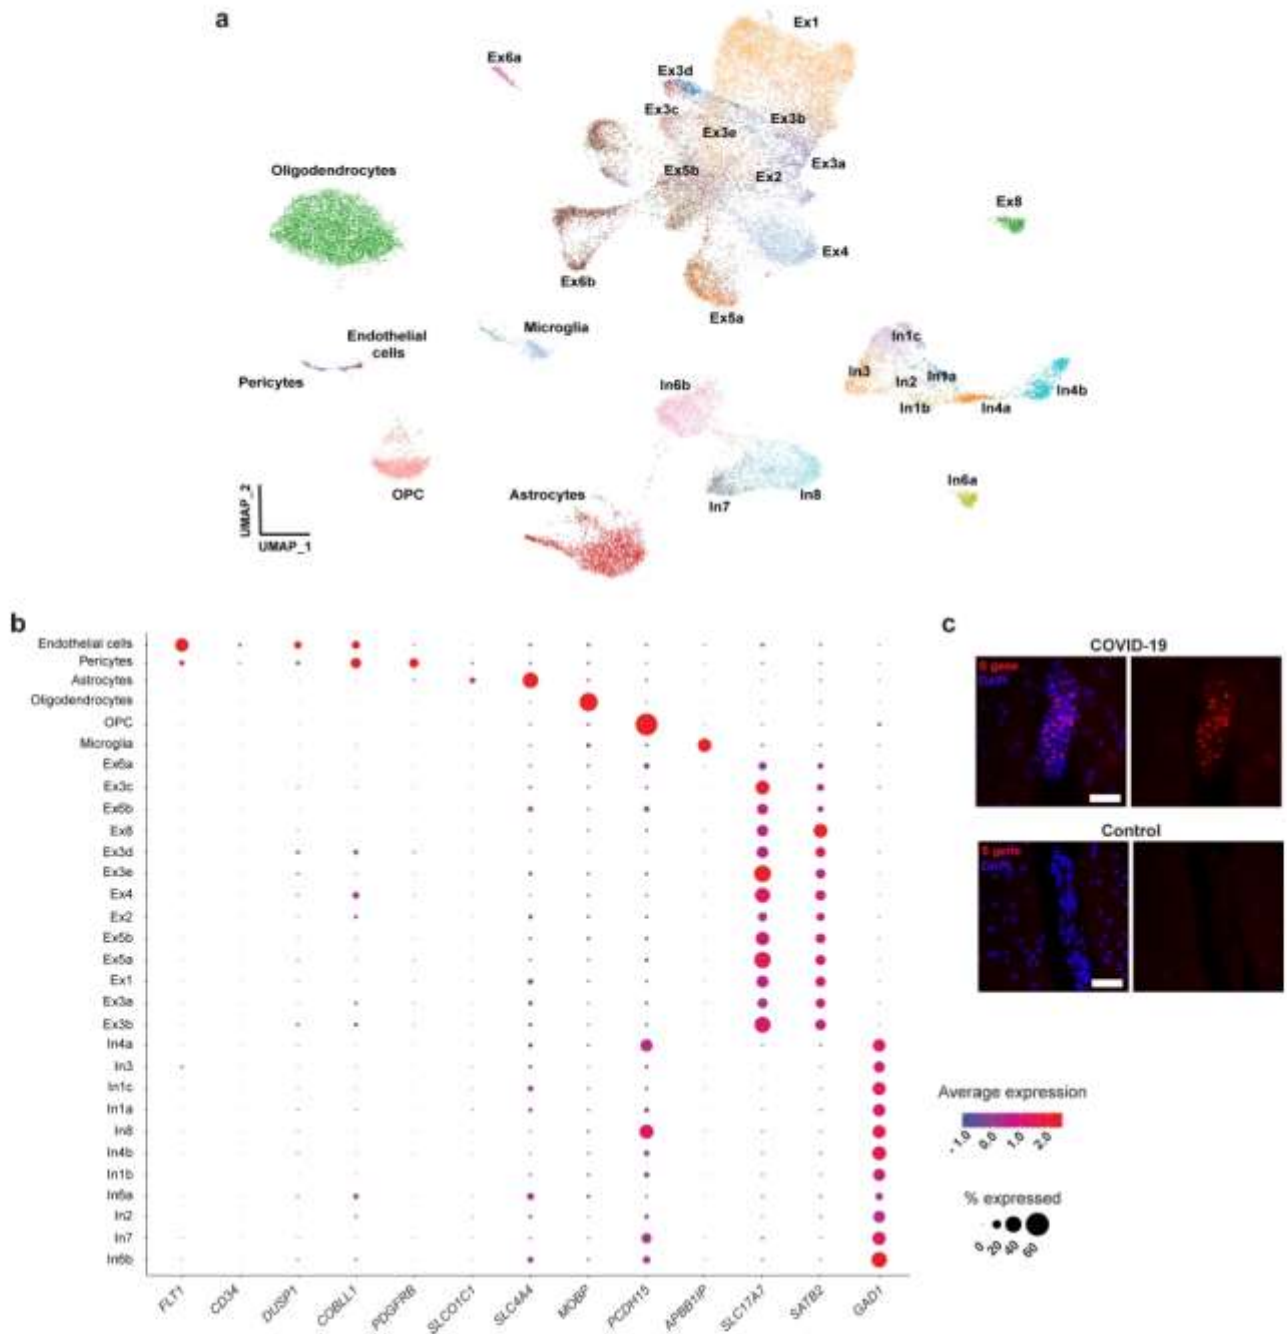 a
Ex1
Ex6a
Ex3d
Ex3c
Ex3b
Ex3e
Ex3a
Ex5b
Ex2
Oligodendrocytes
Ex8
Ex4
Ex6b
Ex5a
Microglia
Endothelial
cells
Pericytes
In1c
In3
In2
In1a
In4b
In1b
In4a
In6b
In6a
OPC
Astrocytes
In7
In8
UMAP_2
UMAP_1
b
Endothelial cells
Pericytes
Astrocytes
Oligodendrocytes
OPC
Microglia
Ex6a
Ex3c
Ex6b
Ex8
Ex3d
Ex3e
Ex4
Ex2
Ex5b
Ex5a
Ex1
Ex3a
Ex3b
In4a
In3
In1c
In1a
In8
In4b
In1b
In6a
In2
In7
In6b
FLT1
CD34
DUSP1
COBLL1
PDGFRB
SLCO1C1
SLC4A4
MOBP
PCDH15
APBB1IP
SLC17A7
SATB2
GAD1
c
COVID-19
S gene
DAPI
Control
S gene
DAPI
Average expression
- 1.0
0.0
1.0
2.0
% expressed
0
20
40
60